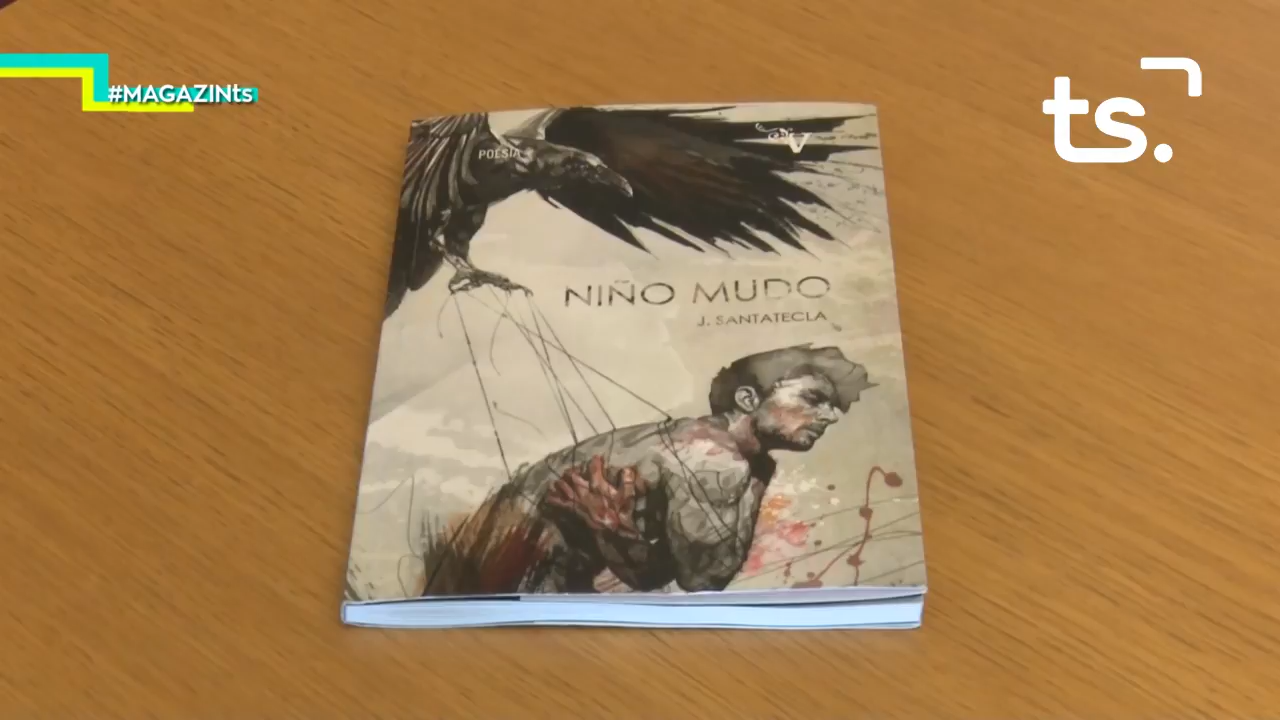 #MAGAZINts
ts.
POESÍA
V
NIÑO MUDO
J. SANTATECLA